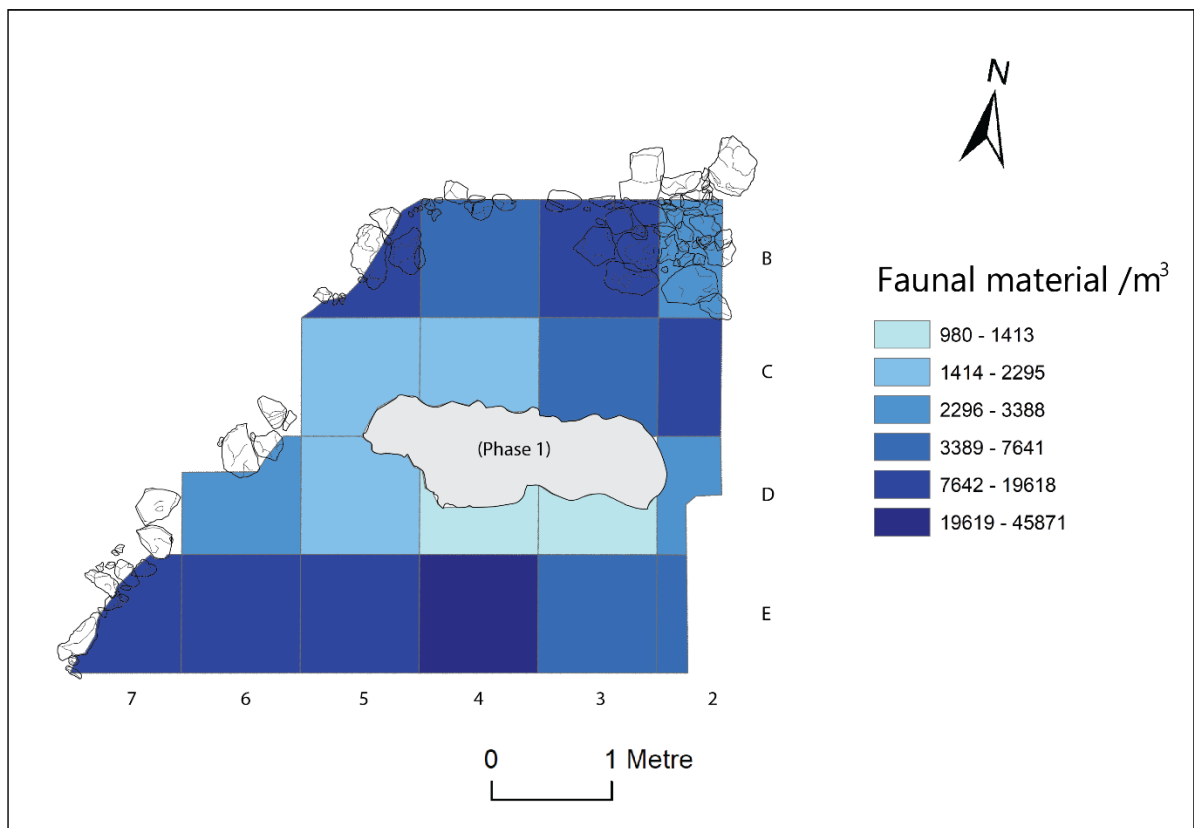 N
B
C
(Phase 1)
D
E
7 6 5 4 3 2
0 1 Metre
Faunal material /m³
980 - 1413
1414 - 2295
2296 - 3388
3389 - 7641
7642 - 19618
19619 - 45871